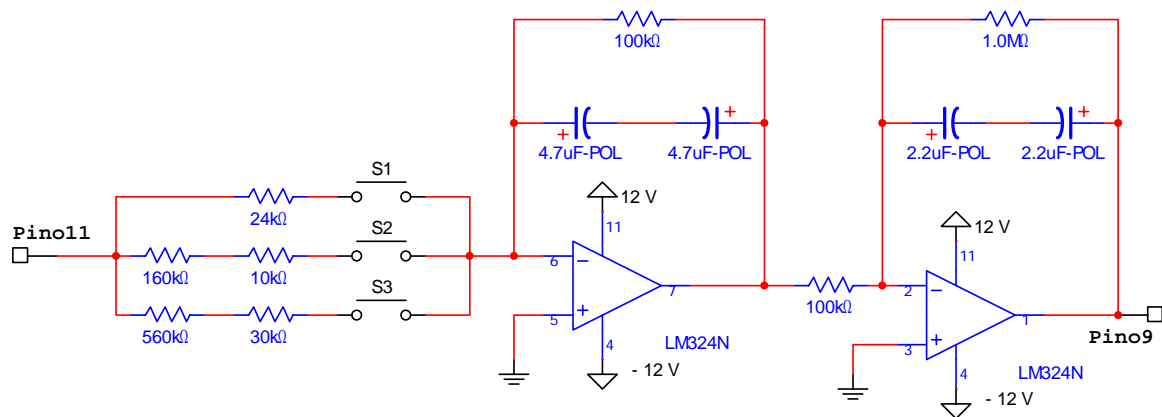 100kΩ
1.0MΩ
+
+
4.7uF-POL
4.7uF-POL
+
+
2.2uF-POL
2.2uF-POL
S1
24kΩ
12 V
11
Pino11
S2
160kΩ
10kΩ
6
7
S3
560kΩ
30kΩ
5
4
LM324N
- 12 V
100kΩ
12 V
11
2
1
3
4
LM324N
- 12 V
Pino9